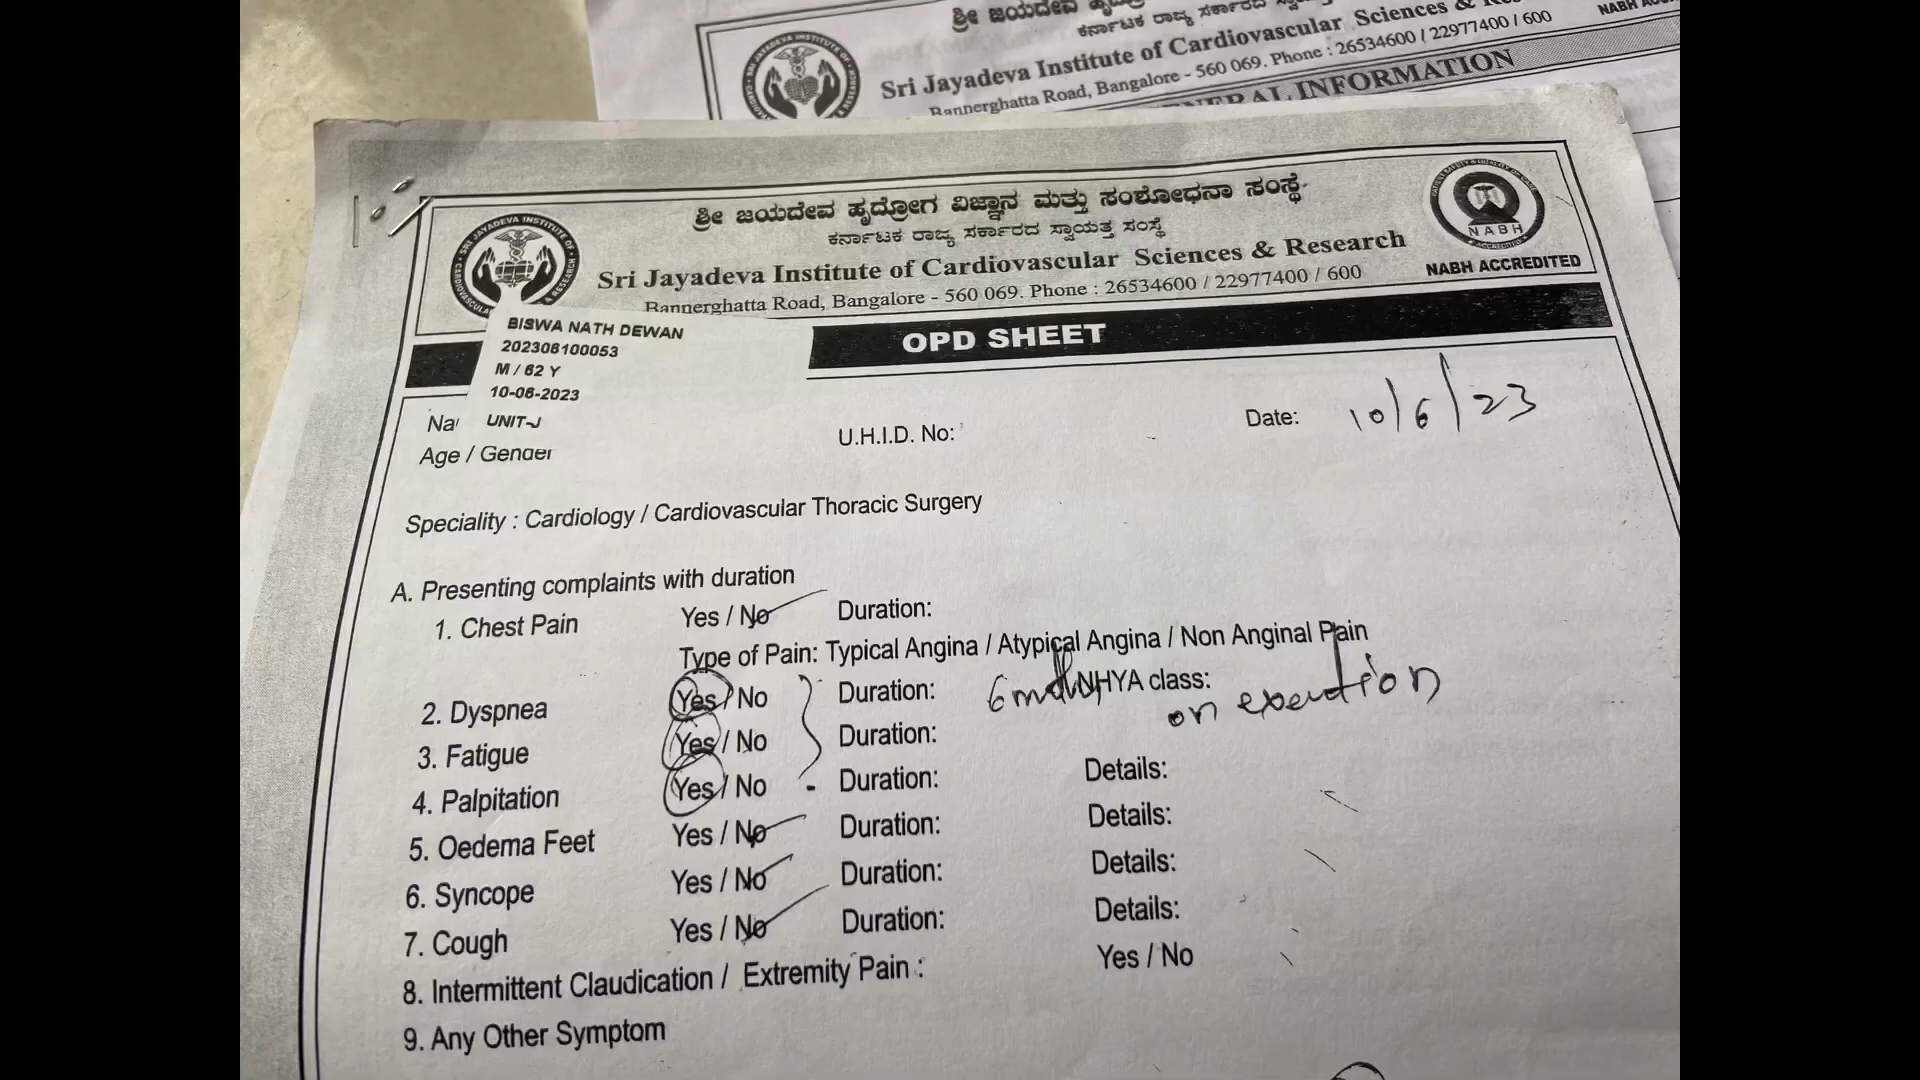 ಶ್ರೀ ಜಯದೇವ
ಕರ್ನಾಟಕ ರಾಜ್ಯ ಸರ್ಕಾರದ
Sri Jayadeva Institute of Cardiovascular Sciences &
Bannerghatta Road, Bangalore - 560 069. Phone : 26534600 / 22977400 / 600
NABH
GENERAL INFORMATION
ಶ್ರೀ ಜಯದೇವ ಹೃದ್ರೋಗ ವಿಜ್ಞಾನ ಮತ್ತು ಸಂಶೋಧನಾ ಸಂಸ್ಥೆ
ಕರ್ನಾಟಕ ರಾಜ್ಯ ಸರ್ಕಾರದ ಸ್ವಾಯತ್ತ ಸಂಸ್ಥೆ
Sri Jayadeva Institute of Cardiovascular Sciences & Research
Bannerghatta Road, Bangalore - 560 069. Phone : 26534600 / 22977400 / 600
NABH
NABH ACCREDITED
OPD SHEET
BISWA NATH DEWAN
202306100053
M / 62 Y
10-06-2023
UNIT-J
Na
Age / Gender
U.H.I.D. No:
Date: 10/6/23
Speciality : Cardiology / Cardiovascular Thoracic Surgery
A. Presenting complaints with duration
1. Chest Pain Yes / No Duration:
Type of Pain: Typical Angina / Atypical Angina / Non Anginal Pain
2. Dyspnea Yes / No Duration: NHYA class:
on exertion
3. Fatigue Yes / No Duration:
4. Palpitation Yes / No Duration: Details:
5. Oedema Feet Yes / No Duration: Details:
6. Syncope Yes / No Duration: Details:
7. Cough Yes / No Duration: Details:
8. Intermittent Claudication / Extremity Pain : Yes / No
9. Any Other Symptom